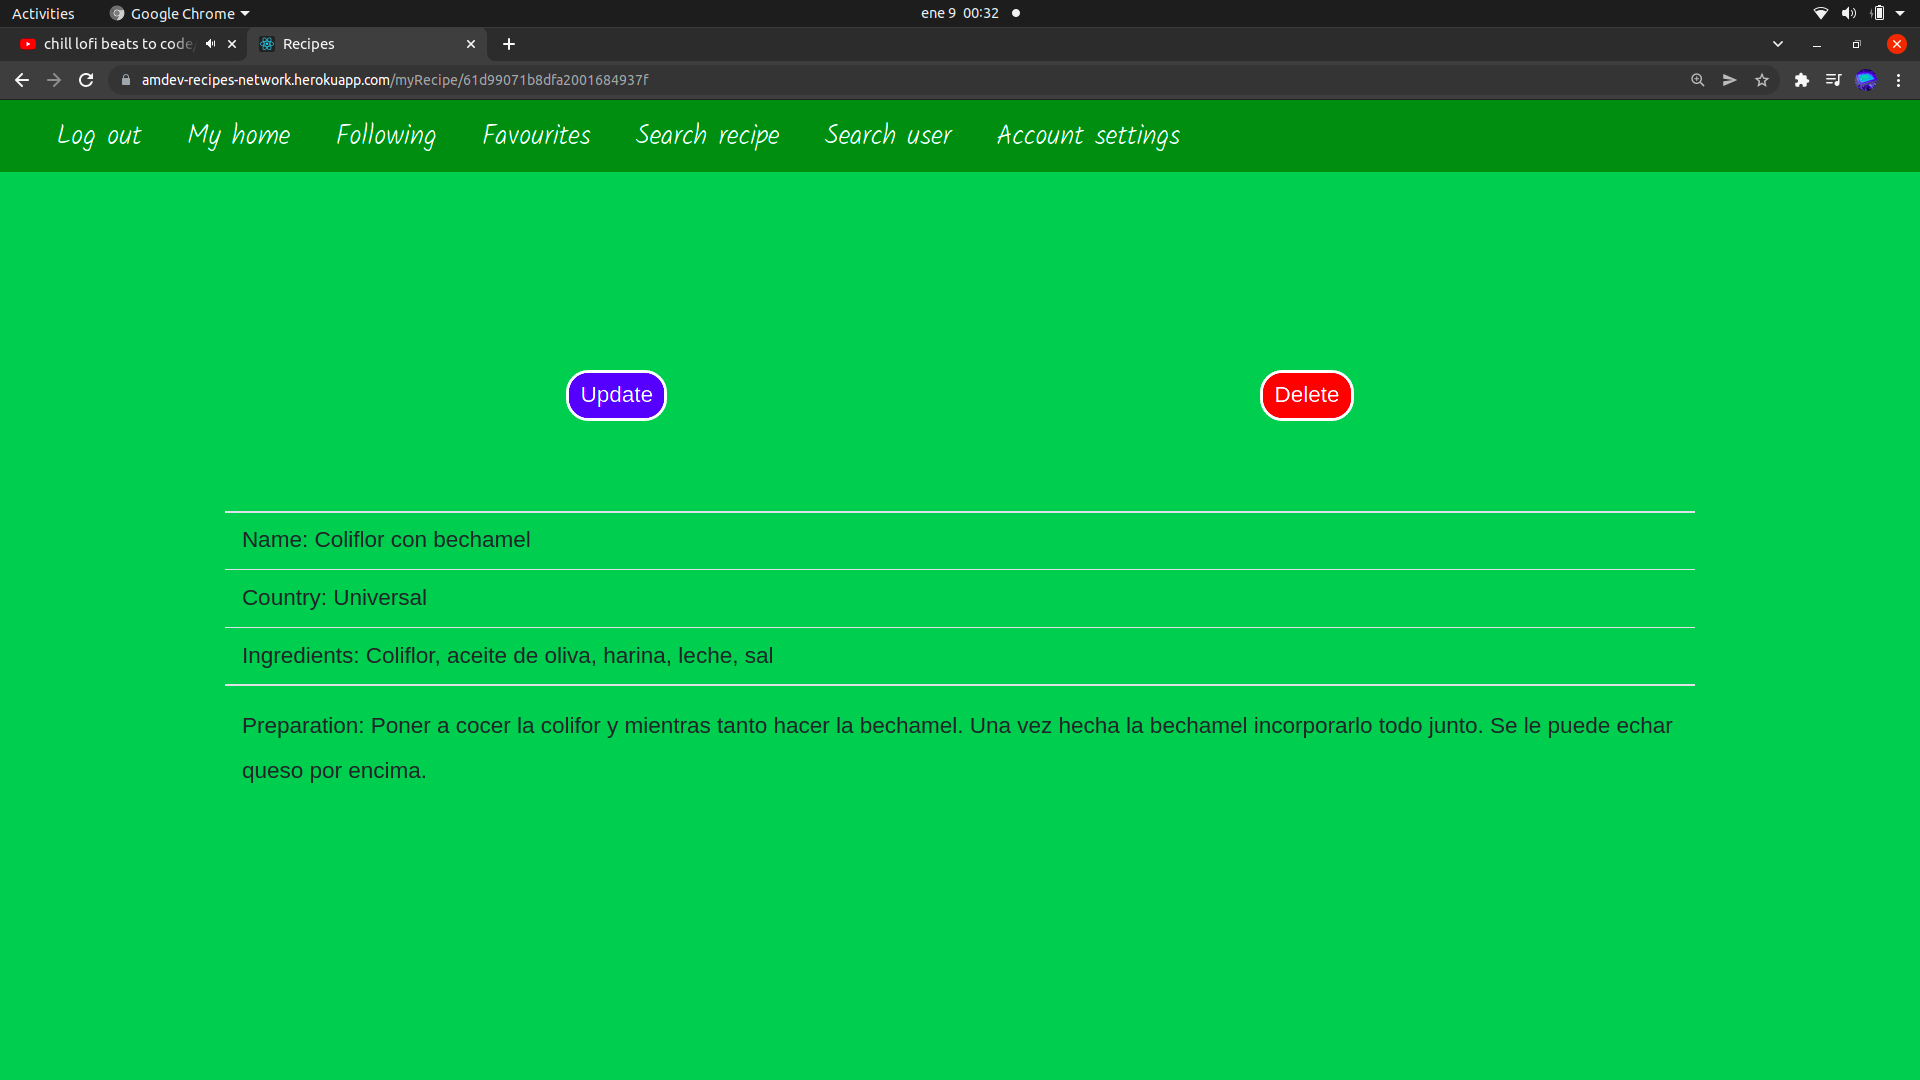 Activities Google Chrome ene 9 00:32
chill lofi beats to code Recipes
amdev-recipes-network.herokuapp.com/myRecipe/61d99071b8dfa2001684937f
Log out My home Following Favourites Search recipe Search user Account settings
Update Delete
Name: Coliflor con bechamel
Country: Universal
Ingredients: Coliflor, aceite de oliva, harina, leche, sal
Preparation: Poner a cocer la colifor y mientras tanto hacer la bechamel. Una vez hecha la bechamel incorporarlo todo junto. Se le puede echar
queso por encima.